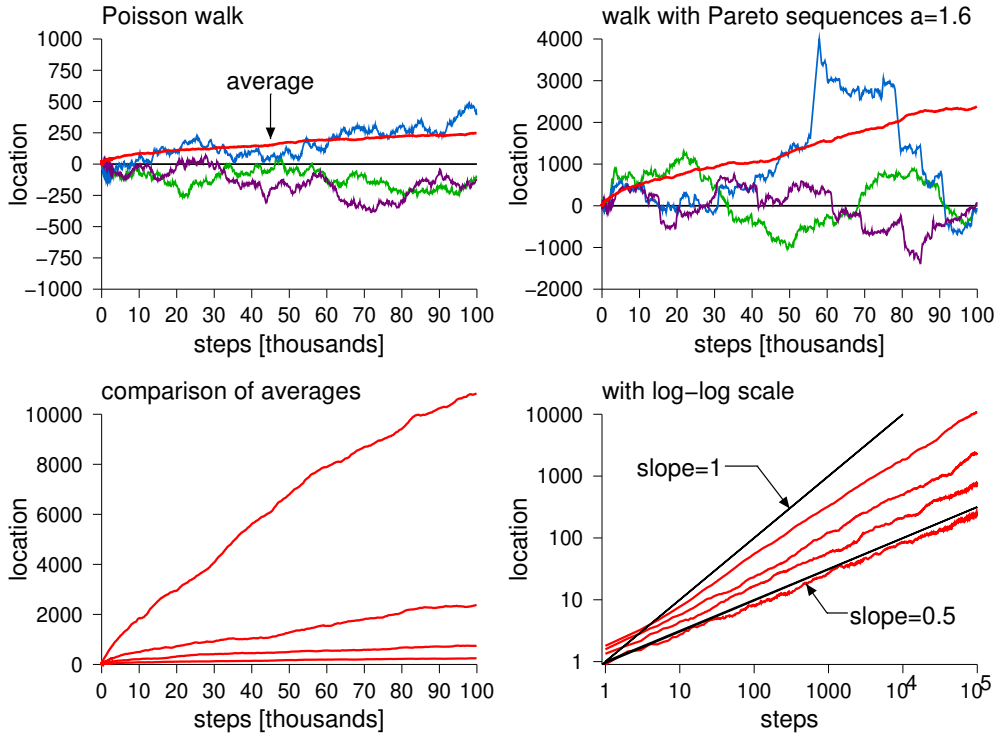 Poisson walk
1000
750
500
250
0
−250
−500
−750
−1000
location
average
0 10 20 30 40 50 60 70 80 90 100
steps [thousands]
walk with Pareto sequences a=1.6
4000
3000
2000
1000
0
−1000
−2000
location
0 10 20 30 40 50 60 70 80 90 100
steps [thousands]
comparison of averages
10000
8000
6000
4000
2000
0
location
0 10 20 30 40 50 60 70 80 90 100
steps [thousands]
with log−log scale
10000
1000
100
10
1
location
slope=1
slope=0.5
1 10 100 1000 10⁴ 10⁵
steps